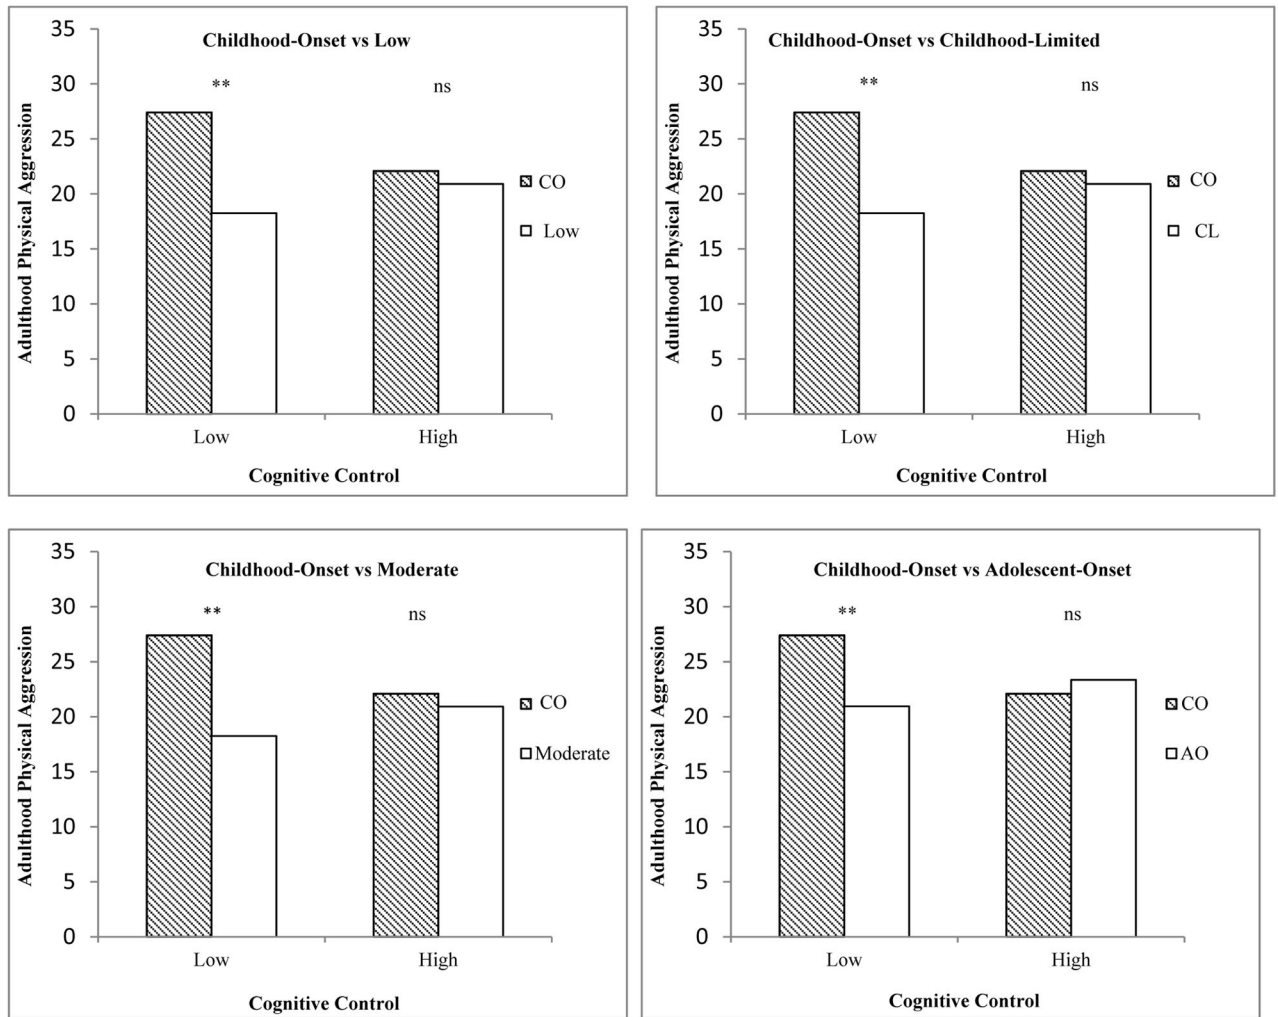 Childhood-Onset vs Low
Adulthood Physical Aggression
35
30
25
20
15
10
5
0
**
ns
CO
Low
Low
High
Cognitive Control
Childhood-Onset vs Childhood-Limited
Adulthood Physical Aggression
35
30
25
20
15
10
5
0
**
ns
CO
CL
Low
High
Cognitive Control
Childhood-Onset vs Moderate
Adulthood Physical Aggression
35
30
25
20
15
10
5
0
**
ns
CO
Moderate
Low
High
Cognitive Control
Childhood-Onset vs Adolescent-Onset
Adulthood Physical Aggression
35
30
25
20
15
10
5
0
**
ns
CO
AO
Low
High
Cognitive Control